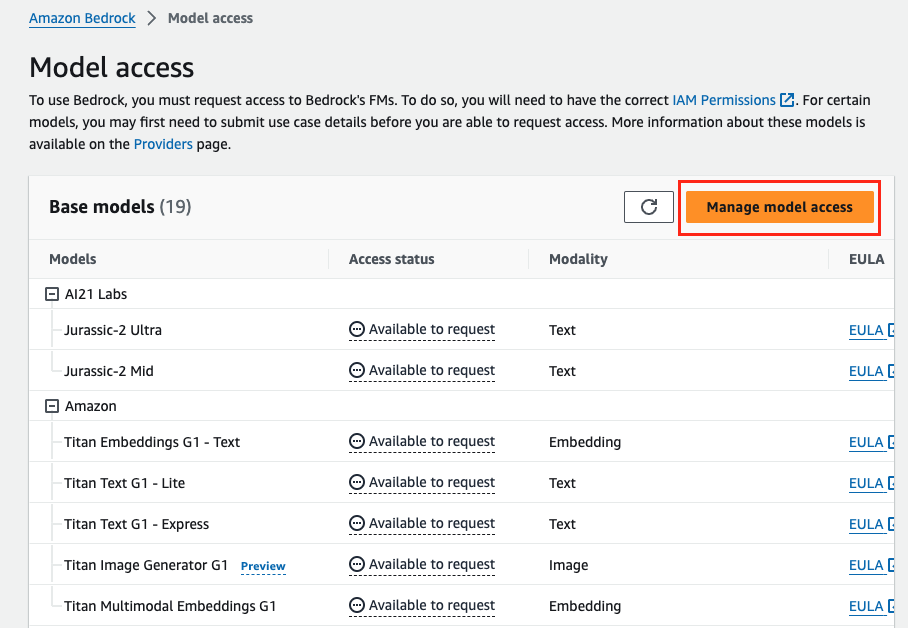 Amazon Bedrock > Model access
Model access
To use Bedrock, you must request access to Bedrock's FMs. To do so, you will need to have the correct IAM Permissions. For certain
models, you may first need to submit use case details before you are able to request access. More information about these models is
available on the Providers page.
Base models (19) Manage model access
Models Access status Modality EULA
AI21 Labs
Jurassic-2 Ultra Available to request Text EULA
Jurassic-2 Mid Available to request Text EULA
Amazon
Titan Embeddings G1 - Text Available to request Embedding EULA
Titan Text G1 - Lite Available to request Text EULA
Titan Text G1 - Express Available to request Text EULA
Titan Image Generator G1 Preview Available to request Image EULA
Titan Multimodal Embeddings G1 Available to request Embedding EULA